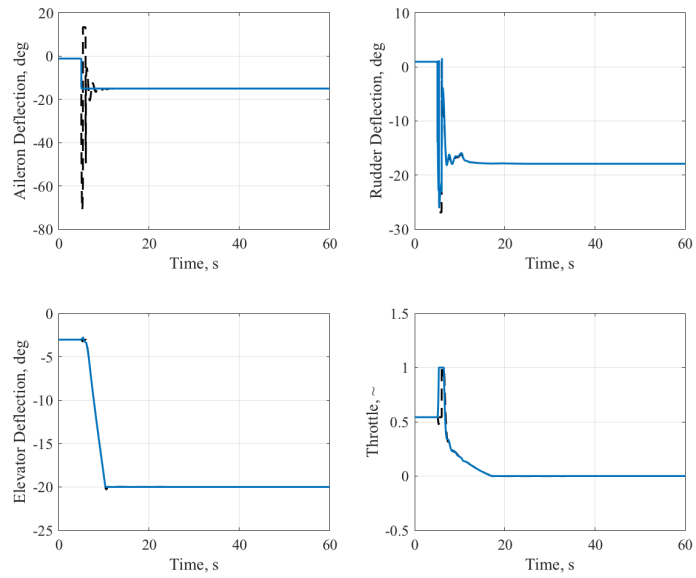 20
0
-20
-40
-60
-80
Aileron Deflection, deg
0 20 40 60
Time, s
10
0
-10
-20
-30
Rudder Deflection, deg
0 20 40 60
Time, s
0
-5
-10
-15
-20
-25
Elevator Deflection, deg
0 20 40 60
Time, s
1.5
1
0.5
0
-0.5
Throttle, ~
0 20 40 60
Time, s